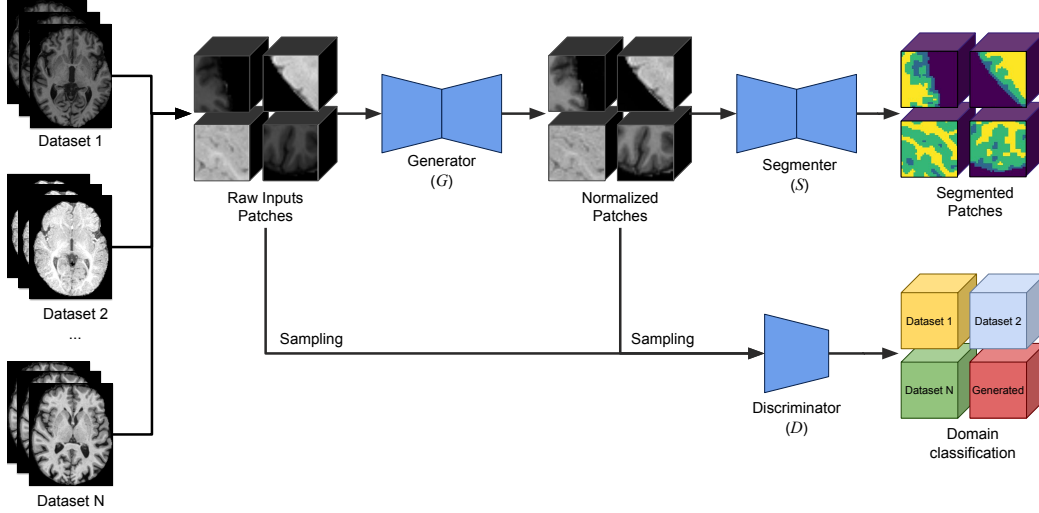 Dataset 1
Dataset 2
...
Dataset N
Raw Inputs
Patches
Generator
(G)
Normalized
Patches
Segmenter
(S)
Segmented
Patches
Sampling
Sampling
Discriminator
(D)
Dataset 1
Dataset 2
Dataset N
Generated
Domain
classification